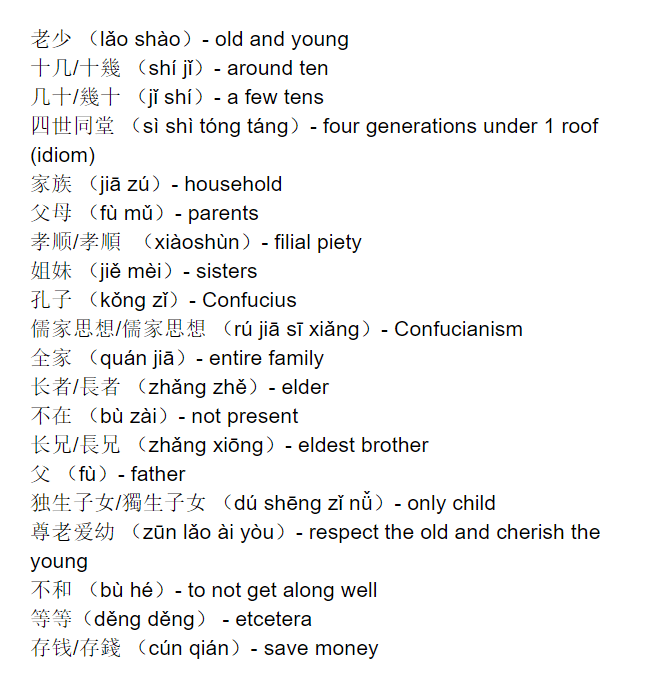 老少 （lǎo shào）- old and young
十几/十幾 （shí jǐ）- around ten
几十/幾十 （jǐ shí）- a few tens
四世同堂 （sì shì tóng táng）- four generations under 1 roof
(idiom)
家族 （jiā zú）- household
父母 （fù mǔ）- parents
孝顺/孝順 （xiàoshùn）- filial piety
姐妹 （jiě mèi）- sisters
孔子 （kǒng zǐ）- Confucius
儒家思想/儒家思想 （rú jiā sī xiǎng）- Confucianism
全家 （quán jiā）- entire family
长者/長者 （zhǎng zhě）- elder
不在 （bù zài）- not present
长兄/長兄 （zhǎng xiōng）- eldest brother
父 （fù）- father
独生子女/獨生子女 （dú shēng zǐ nǚ）- only child
尊老爱幼 （zūn lǎo ài yòu）- respect the old and cherish the
young
不和 （bù hé）- to not get along well
等等（děng děng） - etcetera
存钱/存錢 （cún qián）- save money